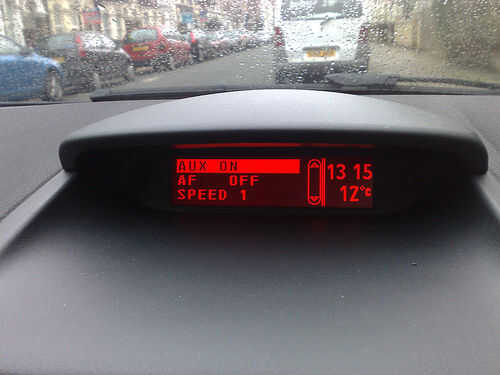 AUX ON
AF OFF
SPEED 1
13 15
12°C